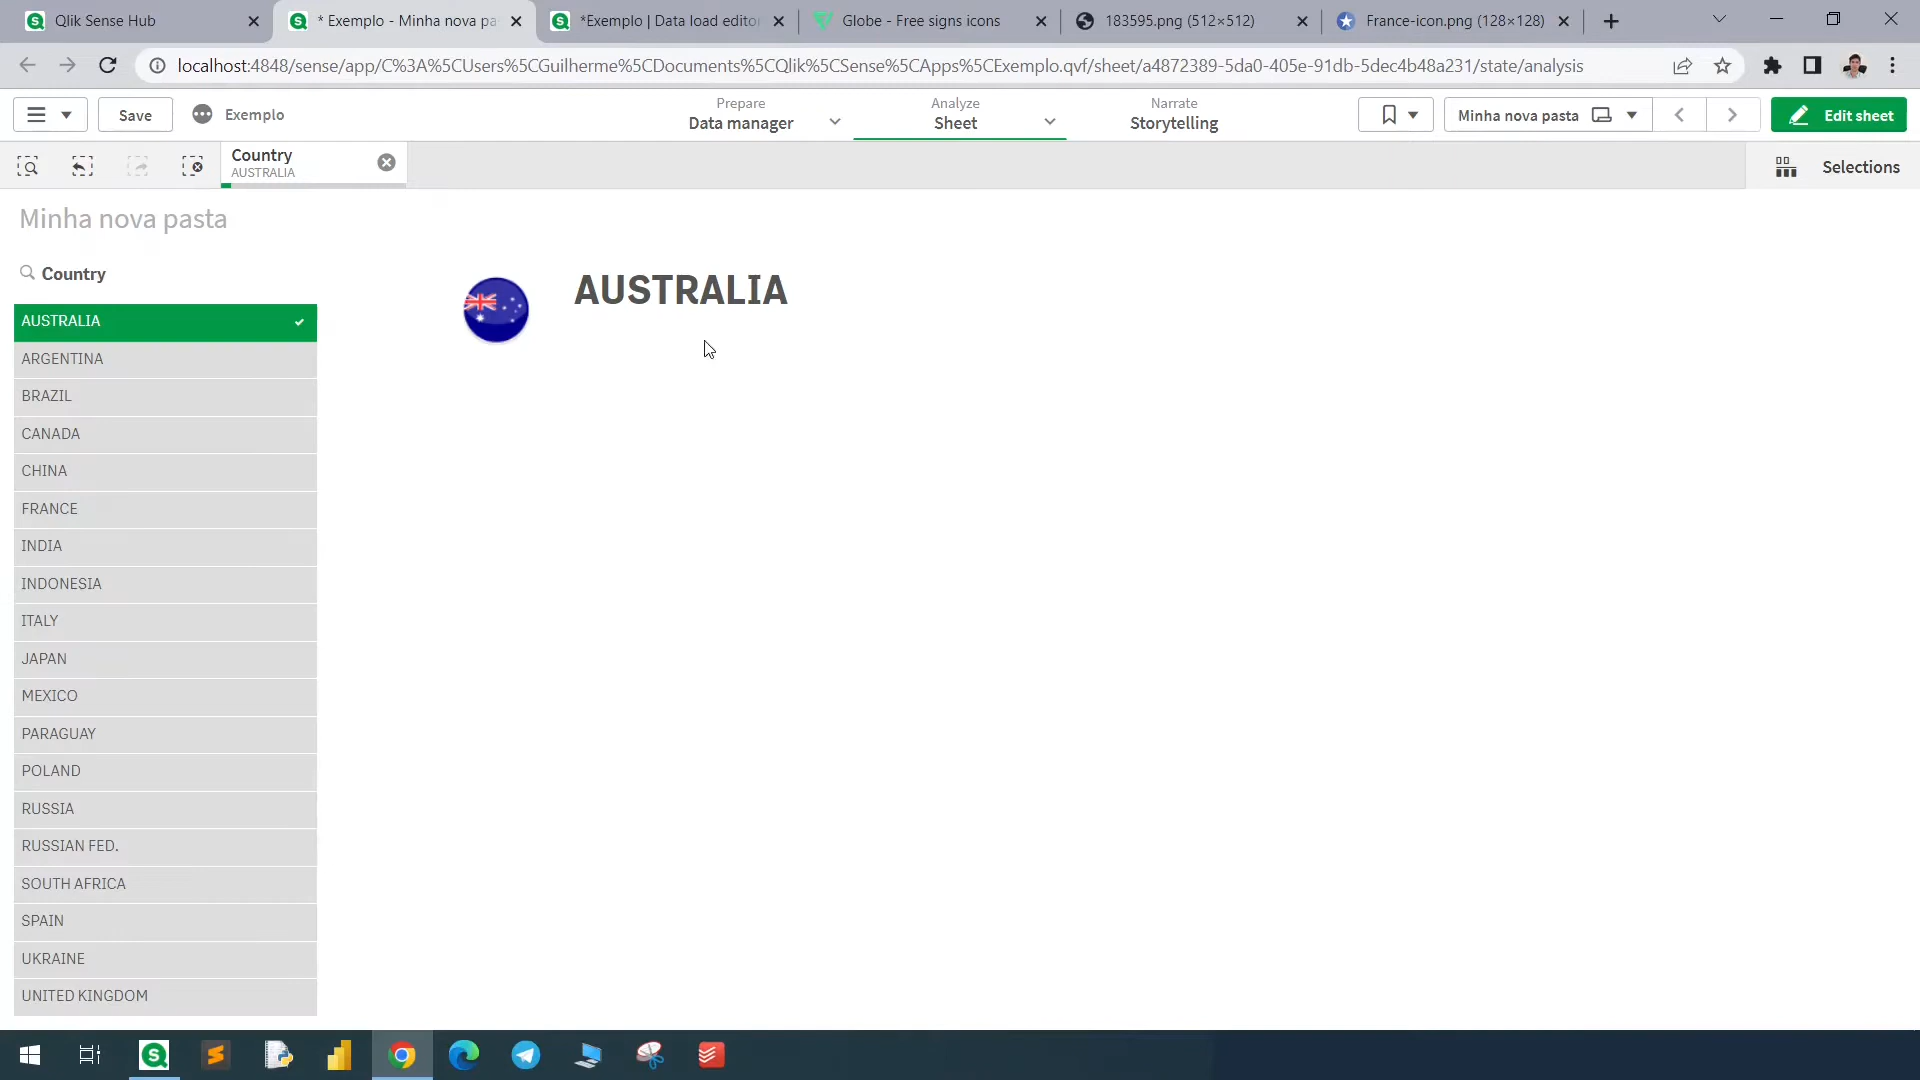 Qlik Sense Hub
* Exemplo - Minha nova pa
*Exemplo | Data load editor
Globe - Free signs icons
183595.png (512×512)
France-icon.png (128×128)
localhost:4848/sense/app/C%3A%5CUsers%5CGuilherme%5CDocuments%5CQlik%5CSense%5CApps%5CExemplo.qvf/sheet/a4872389-5da0-405e-91db-5dec4b48a231/state/analysis
Save
Exemplo
Prepare
Data manager
Analyze
Sheet
Narrate
Storytelling
Minha nova pasta
Edit sheet
Country
AUSTRALIA
Selections
Minha nova pasta
Country
AUSTRALIA
AUSTRALIA
ARGENTINA
BRAZIL
CANADA
CHINA
FRANCE
INDIA
INDONESIA
ITALY
JAPAN
MEXICO
PARAGUAY
POLAND
RUSSIA
RUSSIAN FED.
SOUTH AFRICA
SPAIN
UKRAINE
UNITED KINGDOM